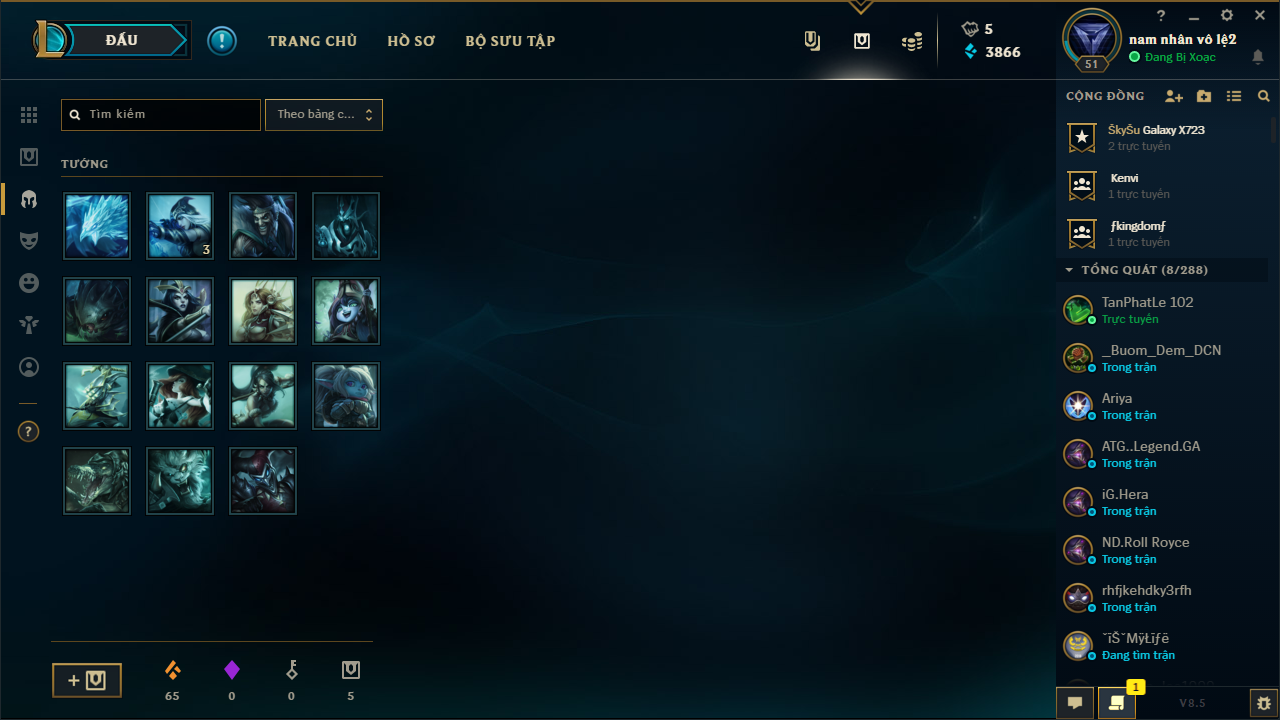 ĐẤU
TRANG CHỦ
HỒ SƠ
BỘ SƯU TẬP
5
3866
?
51
nam nhân vô lệ2
Đang Bị Xoạc
Tìm kiếm
Theo bảng c...
TƯỚNG
3
?
65
0
0
5
CỘNG ĐỒNG
ŠkyŠu Galaxy X723
2 trực tuyến
Kenvi
1 trực tuyến
ƒkingdomƒ
1 trực tuyến
TỔNG QUÁT (8/288)
TanPhatLe 102
Trực tuyến
_Buom_Dem_DCN
Trong trận
Ariya
Trong trận
ATG..Legend.GA
Trong trận
iG.Hera
Trong trận
ND.Roll Royce
Trong trận
rhfjkehdky3rfh
Trong trận
ˇïŠˇMÿŁiƒë
Đang tìm trận
1
V8.5